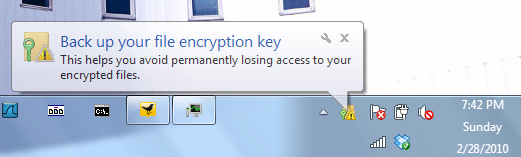 Back up your file encryption key
This helps you avoid permanently losing access to your
encrypted files.
7:42 PM
Sunday
2/28/2010